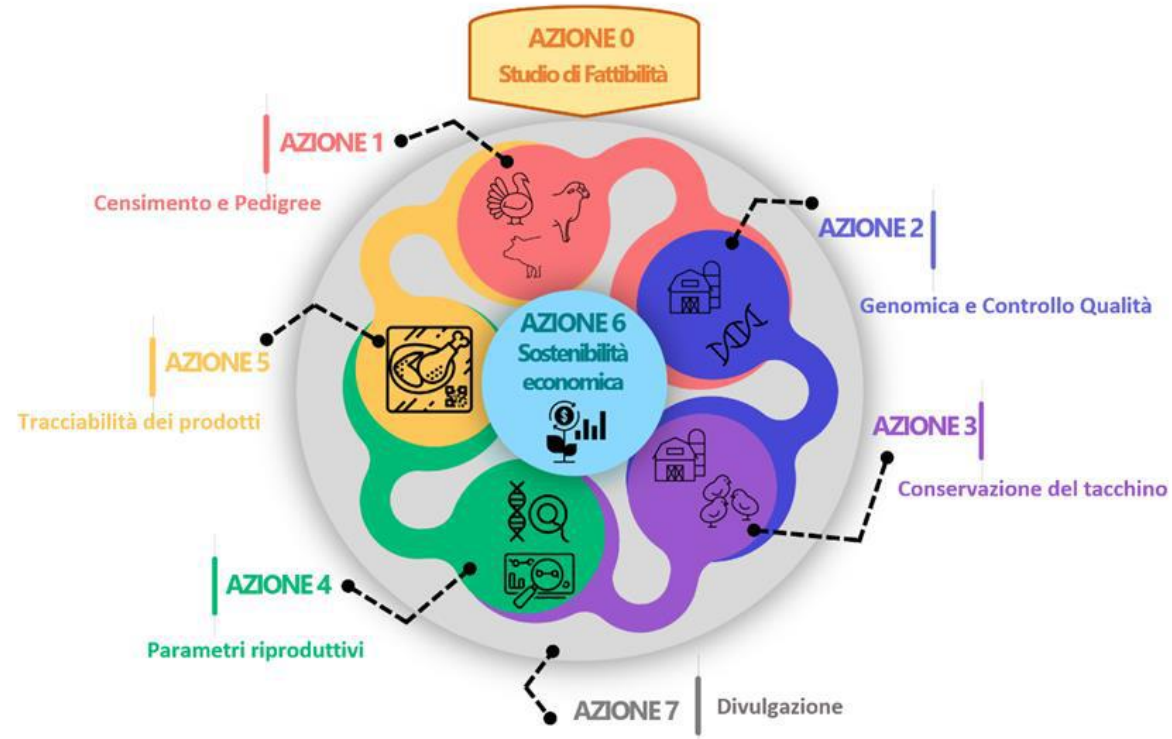 AZIONE 0
Studio di Fattibilità
AZIONE 1
Censimento e Pedigree
AZIONE 2
Genomica e Controllo Qualità
AZIONE 6
Sostenibilità
economica
AZIONE 5
Tracciabilità dei prodotti
AZIONE 3
Conservazione del tacchino
AZIONE 4
Parametri riproduttivi
AZIONE 7
Divulgazione